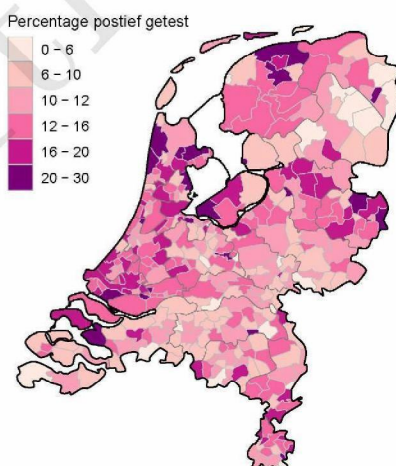 Percentage postief getest
0 – 6
6 – 10
10 – 12
12 – 16
16 – 20
20 – 30